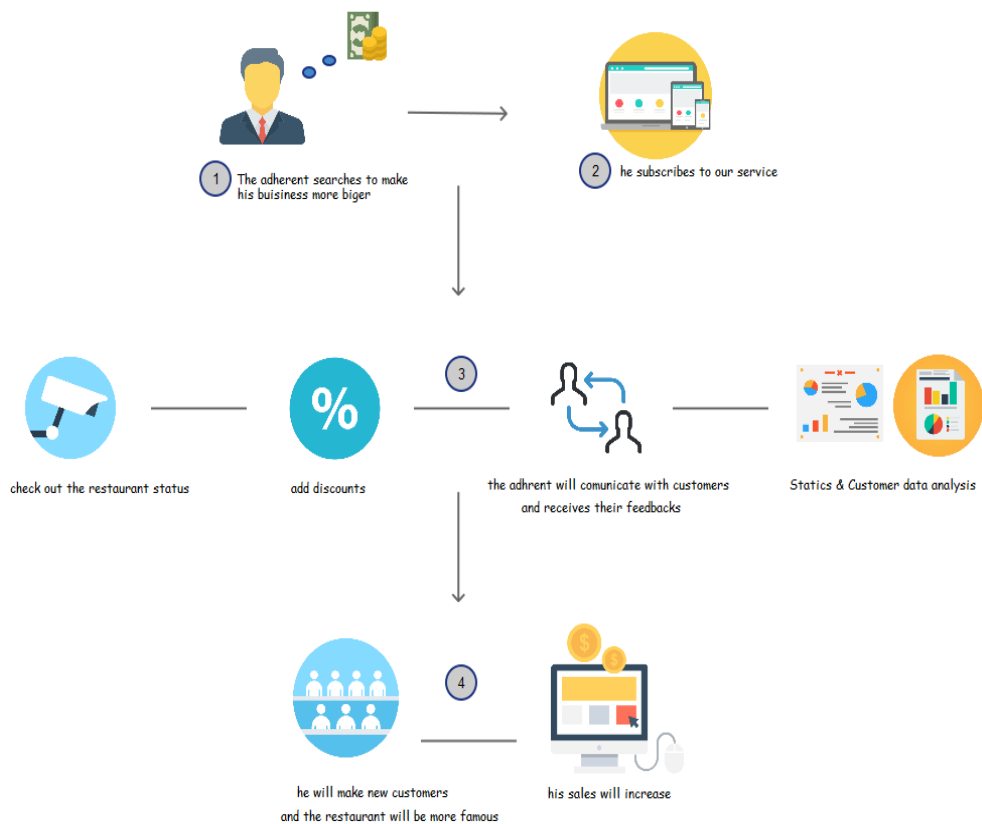 1
The adherent searches to make
his buisiness more biger
2
he subscribes to our service
3
%
check out the restaurant status
add discounts
the adhrent will comunicate with customers
and receives their feedbacks
Statics & Customer data analysis
4
$
$
he will make new customers
and the restaurant will be more famous
his sales will increase